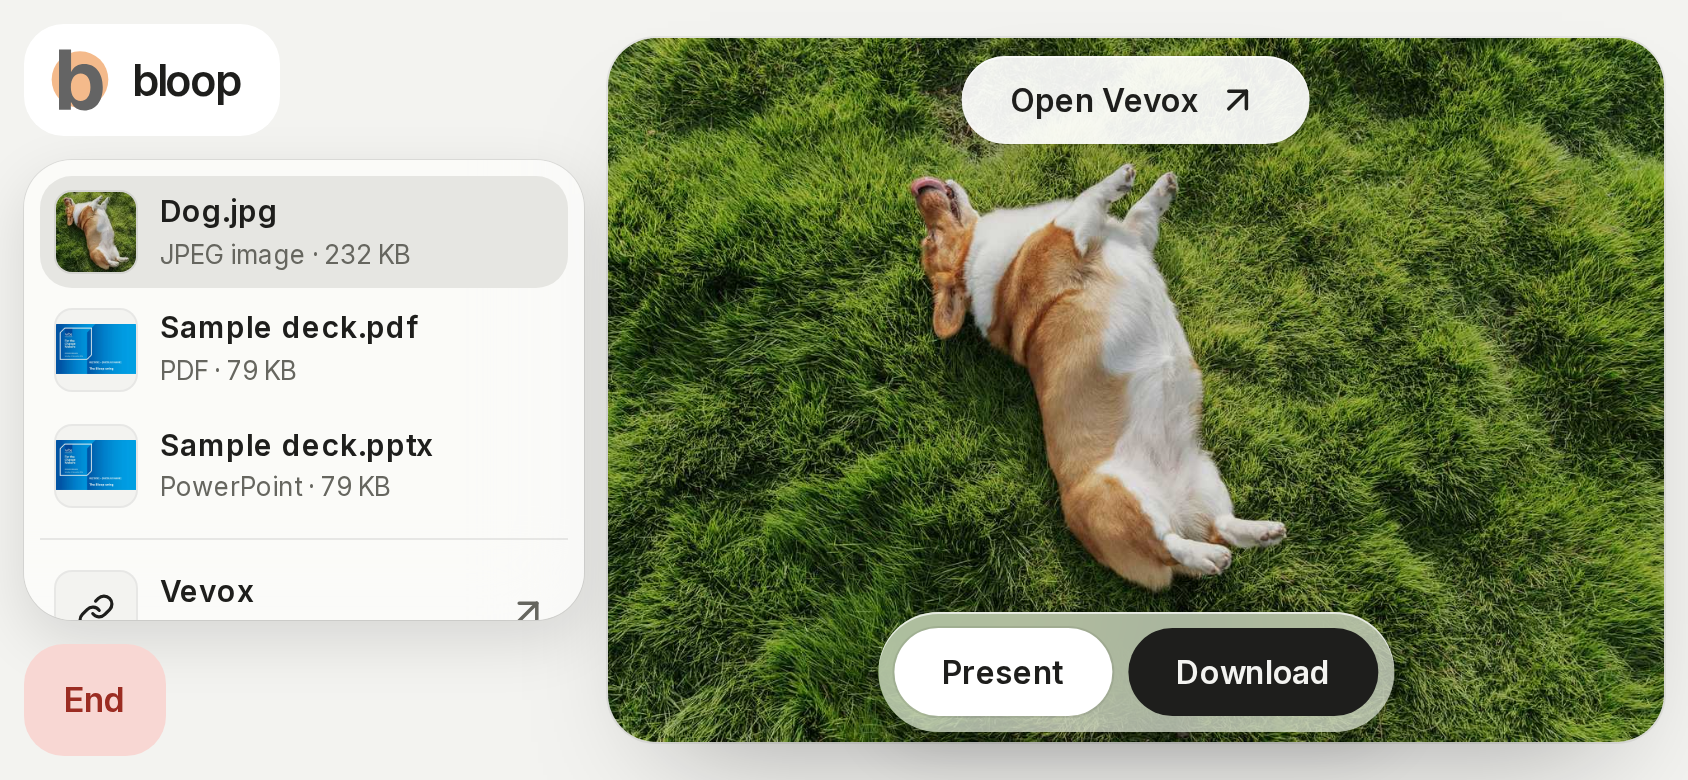 b bloop
Dog.jpg
JPEG image · 232 KB
Sample deck.pdf
PDF · 79 KB
Sample deck.pptx
PowerPoint · 79 KB
Vevox
End
Open Vevox
Present
Download